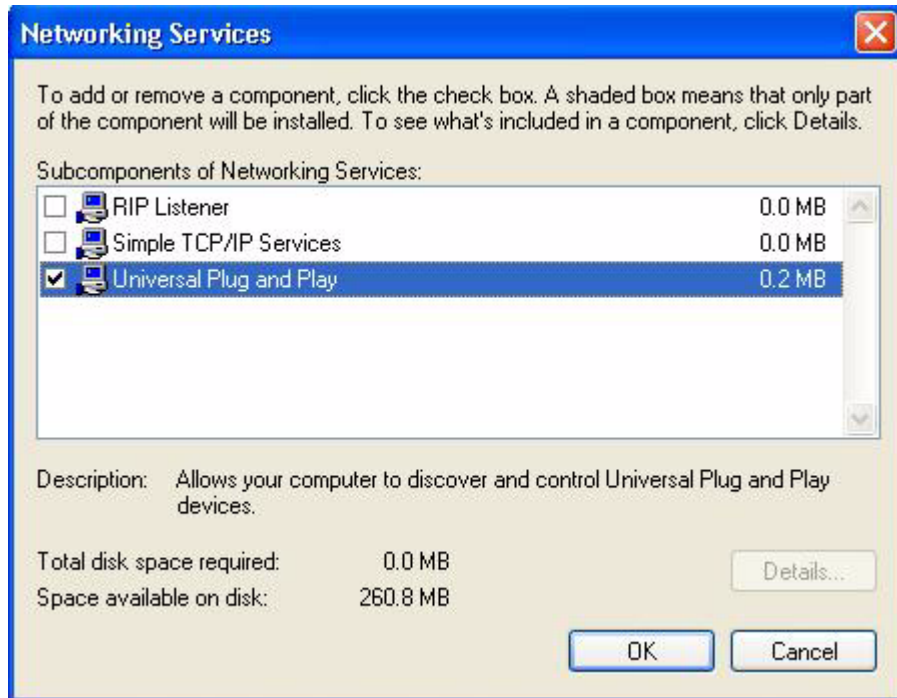 Networking Services
To add or remove a component, click the check box. A shaded box means that only part
of the component will be installed. To see what's included in a component, click Details.
Subcomponents of Networking Services:
RIP Listener 0.0 MB
Simple TCP/IP Services 0.0 MB
Universal Plug and Play 0.2 MB
Description: Allows your computer to discover and control Universal Plug and Play
devices.
Total disk space required: 0.0 MB
Details...
Space available on disk: 260.8 MB
OK Cancel